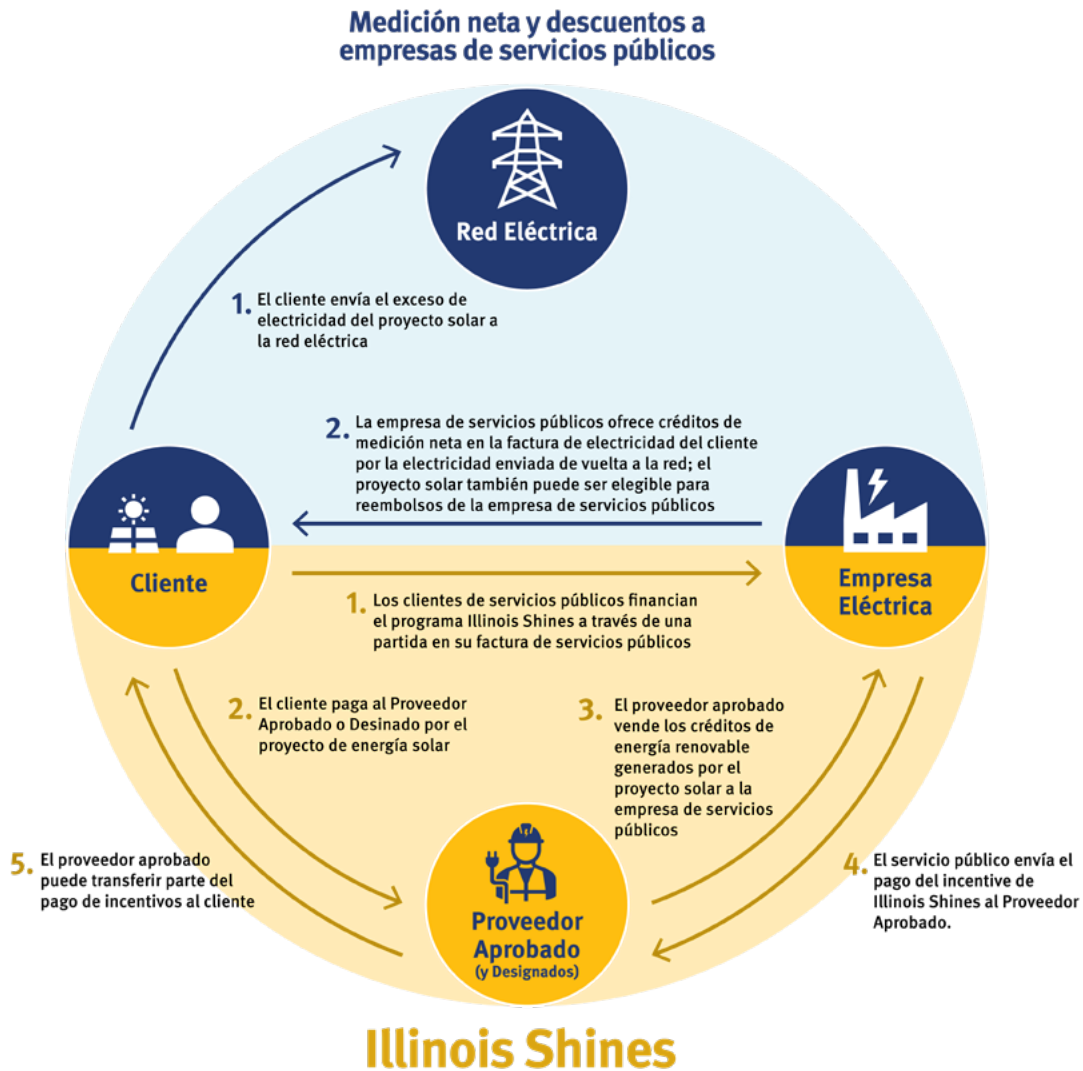 Medición neta y descuentos a
empresas de servicios públicos
Red Eléctrica
1. El cliente envía el exceso de
electricidad del proyecto solar a
la red eléctrica
2. La empresa de servicios públicos ofrece créditos de
medición neta en la factura de electricidad del cliente
por la electricidad enviada de vuelta a la red; el
proyecto solar también puede ser elegible para
reembolsos de la empresa de servicios públicos
Cliente
Empresa
Eléctrica
1. Los clientes de servicios públicos financian
el programa Illinois Shines a través de una
partida en su factura de servicios públicos
2. El cliente paga al Proveedor
Aprobado o Desinado por el
proyecto de energía solar
3. El proveedor aprobado
vende los créditos de
energía renovable
generados por el
proyecto solar a la
empresa de servicios
públicos
5. El proveedor aprobado
puede transferir parte del
pago de incentivos al cliente
4. El servicio público envía el
pago del incentive de
Illinois Shines al Proveedor
Aprobado.
Proveedor
Aprobado
(y Designados)
Illinois Shines